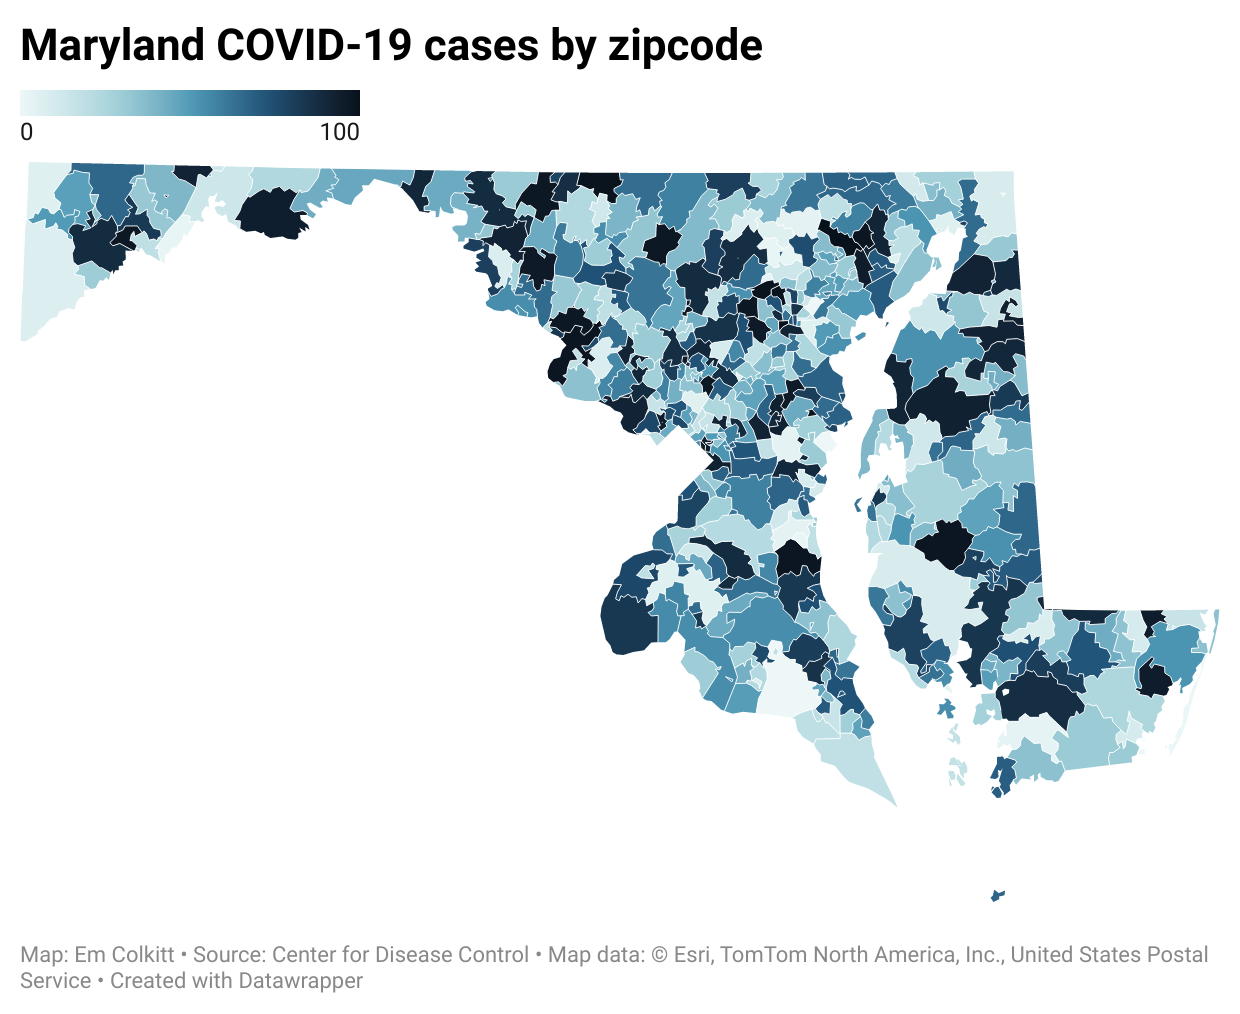 Maryland COVID-19 cases by zipcode
0 100
Map: Em Colkitt • Source: Center for Disease Control • Map data: © Esri, TomTom North America, Inc., United States Postal
Service • Created with Datawrapper